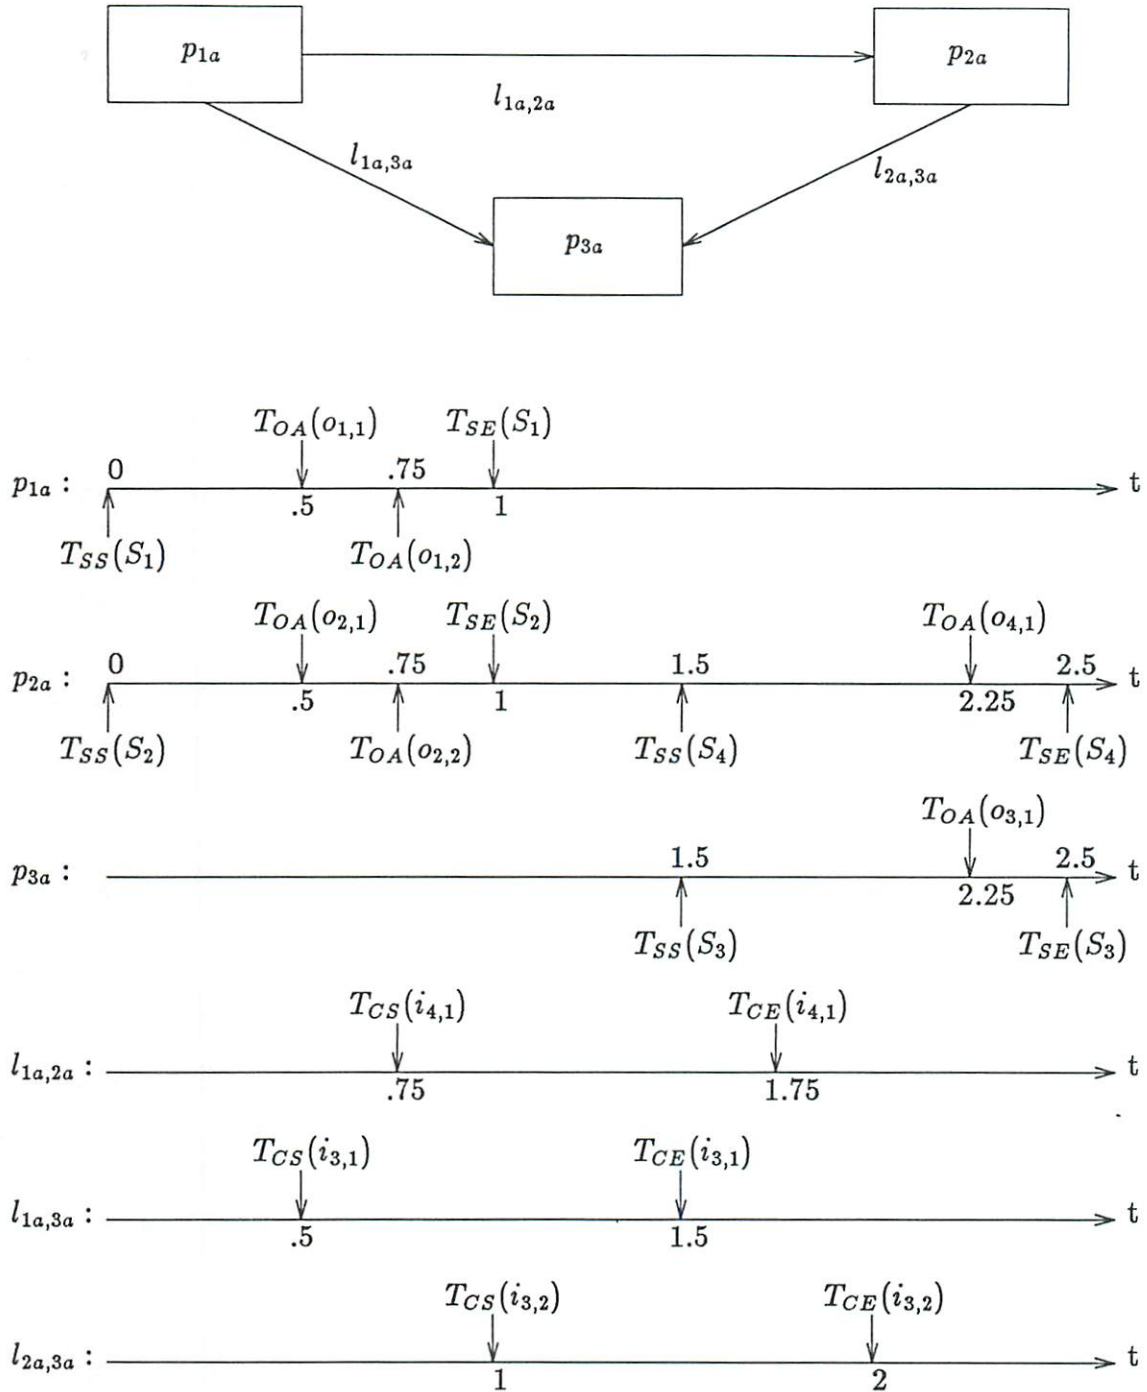 p1a
p2a
l1a,2a
l1a,3a
l2a,3a
p3a
TOA(o1,1) TSE(S1)
p1a : 0 .75 t
.5 1
TSS(S1) TOA(o1,2)
TOA(o2,1) TSE(S2) TOA(o4,1)
p2a : 0 .75 1.5 2.5 t
.5 1 2.25
TSS(S2) TOA(o2,2) TSS(S4) TSE(S4)
TOA(o3,1)
p3a : 1.5 2.5 t
2.25
TSS(S3) TSE(S3)
TCS(i4,1) TCE(i4,1)
l1a,2a : t
.75 1.75
TCS(i3,1) TCE(i3,1)
l1a,3a : t
.5 1.5
TCS(i3,2) TCE(i3,2)
l2a,3a : t
1 2